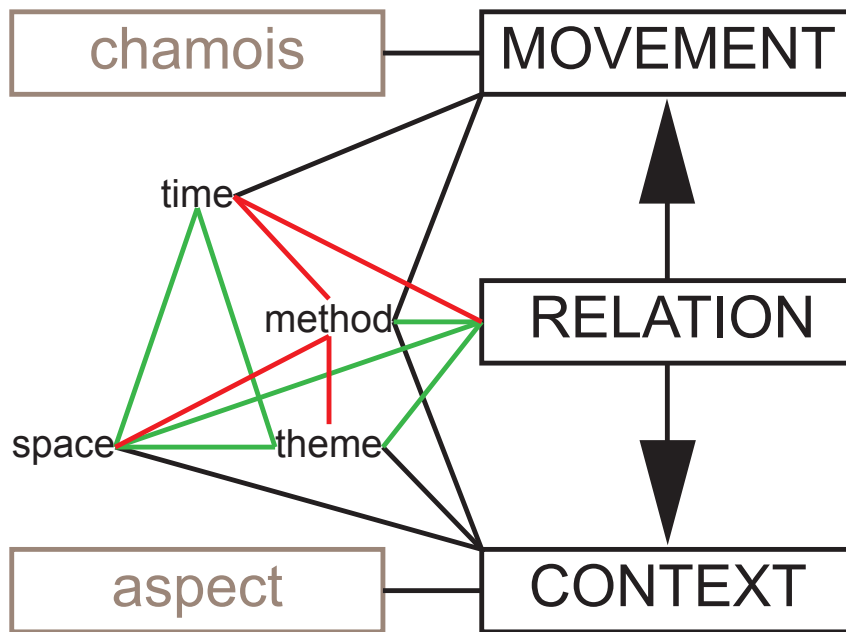 chamois
MOVEMENT
time
method
RELATION
space
theme
aspect
CONTEXT